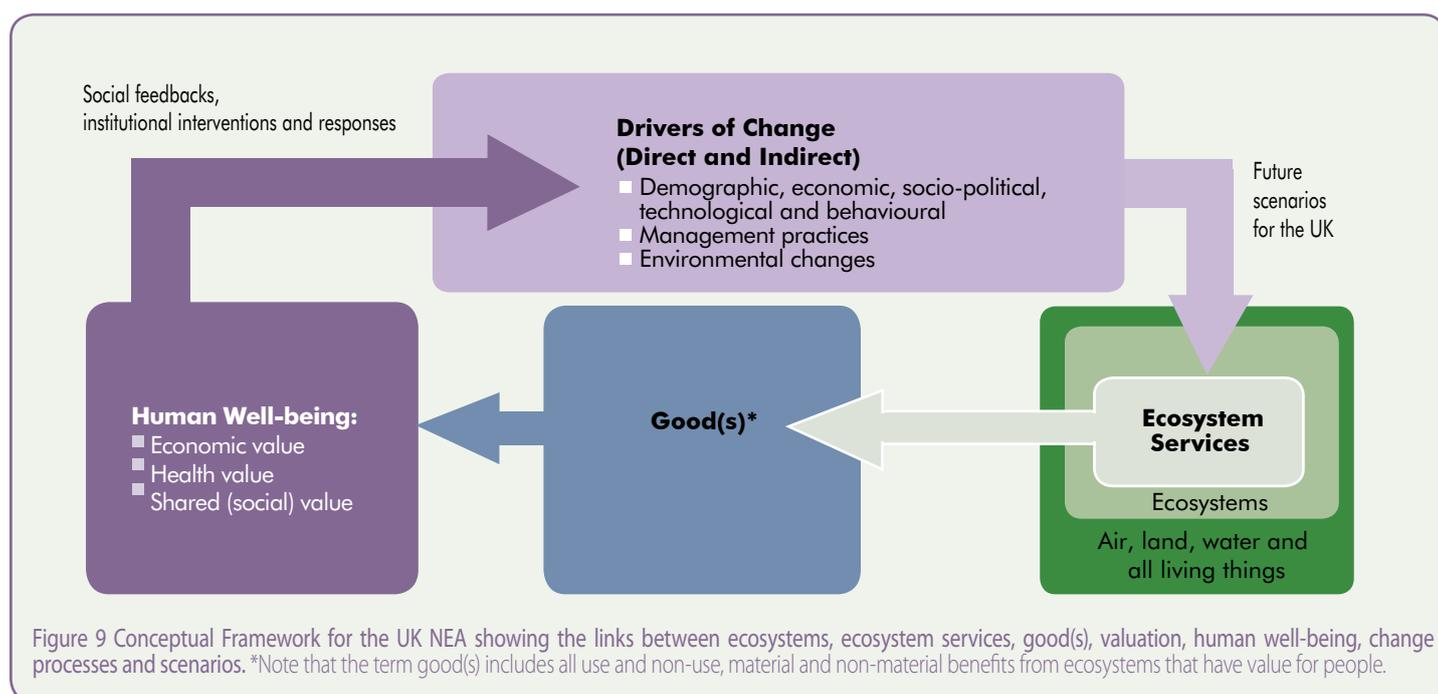 Social feedbacks,
institutional interventions and responses
Drivers of Change
(Direct and Indirect)
Demographic, economic, socio-political,
technological and behavioural
Management practices
Environmental changes
Future
scenarios
for the UK
Human Well-being:
Economic value
Health value
Shared (social) value
Good(s)*
Ecosystem
Services
Ecosystems
Air, land, water and
all living things
Figure 9 Conceptual Framework for the UK NEA showing the links between ecosystems, ecosystem services, good(s), valuation, human well-being, change
processes and scenarios. *Note that the term good(s) includes all use and non-use, material and non-material benefits from ecosystems that have value for people.